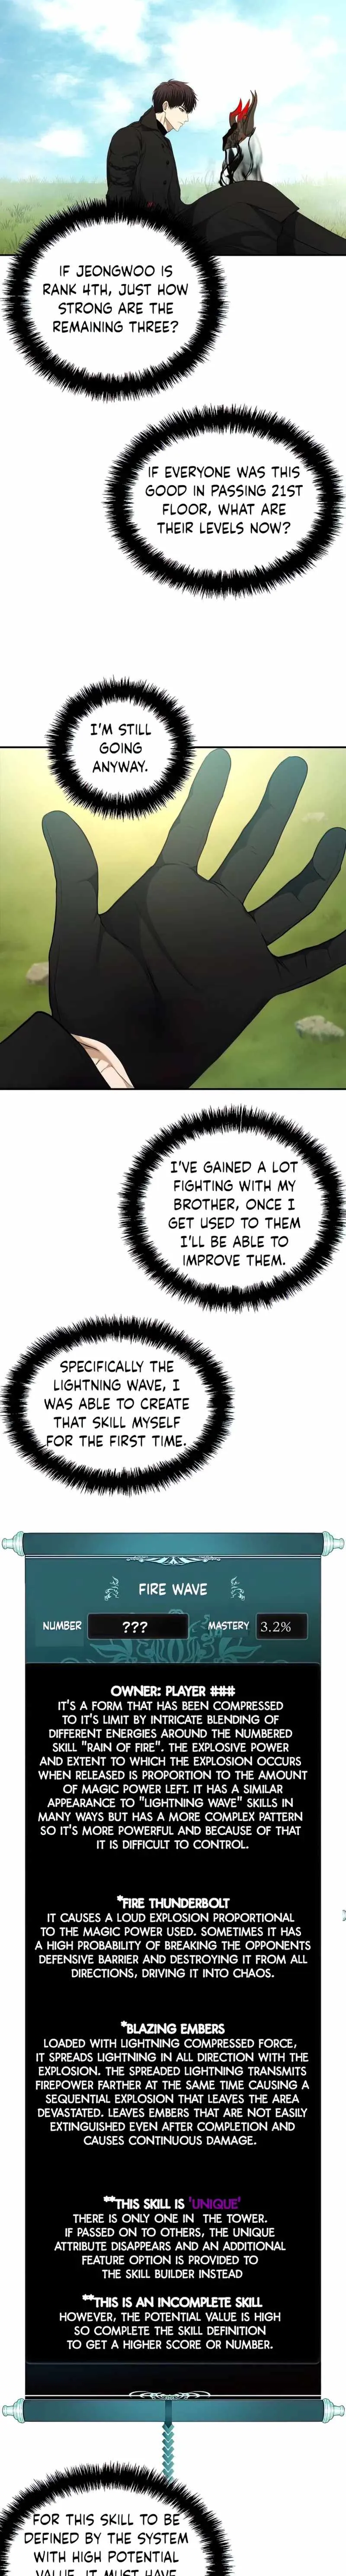 IF JEONGWOO IS
RANK 4TH, JUST HOW
STRONG ARE THE
REMAINING THREE?
IF EVERYONE WAS THIS
GOOD IN PASSING 21ST
FLOOR, WHAT ARE
THEIR LEVELS NOW?
I'M STILL
GOING
ANYWAY.
I'VE GAINED A LOT
FIGHTING WITH MY
BROTHER, ONCE I
GET USED TO THEM
I'LL BE ABLE TO
IMPROVE THEM.
SPECIFICALLY THE
LIGHTNING WAVE, I
WAS ABLE TO CREATE
THAT SKILL MYSELF
FOR THE FIRST TIME.
FIRE WAVE
NUMBER ??? MASTERY 3.2%
OWNER: PLAYER ###
IT'S A FORM THAT HAS BEEN COMPRESSED
TO IT'S LIMIT BY INTRICATE BLENDING OF
DIFFERENT ENERGIES AROUND THE NUMBERED
SKILL "RAIN OF FIRE". THE EXPLOSIVE POWER
AND EXTENT TO WHICH THE EXPLOSION OCCURS
WHEN RELEASED IS PROPORTION TO THE AMOUNT
OF MAGIC POWER LEFT. IT HAS A SIMILAR
APPEARANCE TO "LIGHTNING WAVE" SKILLS IN
MANY WAYS BUT HAS A MORE COMPLEX PATTERN
SO IT'S MORE POWERFUL AND BECAUSE OF THAT
IT IS DIFFICULT TO CONTROL.
*FIRE THUNDERBOLT
IT CAUSES A LOUD EXPLOSION PROPORTIONAL
TO THE MAGIC POWER USED. SOMETIMES IT HAS
A HIGH PROBABILITY OF BREAKING THE OPPONENTS
DEFENSIVE BARRIER AND DESTROYING IT FROM ALL
DIRECTIONS, DRIVING IT INTO CHAOS.
*BLAZING EMBERS
LOADED WITH LIGHTNING COMPRESSED FORCE,
IT SPREADS LIGHTNING IN ALL DIRECTION WITH THE
EXPLOSION. THE SPREADED LIGHTNING TRANSMITS
FIREPOWER FARTHER AT THE SAME TIME CAUSING A
SEQUENTIAL EXPLOSION THAT LEAVES THE AREA
DEVASTATED. LEAVES EMBERS THAT ARE NOT EASILY
EXTINGUISHED EVEN AFTER COMPLETION AND
CAUSES CONTINUOUS DAMAGE.
**THIS SKILL IS 'UNIQUE'
THERE IS ONLY ONE IN THE TOWER.
IF PASSED ON TO OTHERS, THE UNIQUE
ATTRIBUTE DISAPPEARS AND AN ADDITIONAL
FEATURE OPTION IS PROVIDED TO
THE SKILL BUILDER INSTEAD
**THIS IS AN INCOMPLETE SKILL
HOWEVER, THE POTENTIAL VALUE IS HIGH
SO COMPLETE THE SKILL DEFINITION
TO GET A HIGHER SCORE OR NUMBER.
FOR THIS SKILL TO BE
DEFINED BY THE SYSTEM
WITH HIGH POTENTIAL
VALUE, IT MUST HAVE